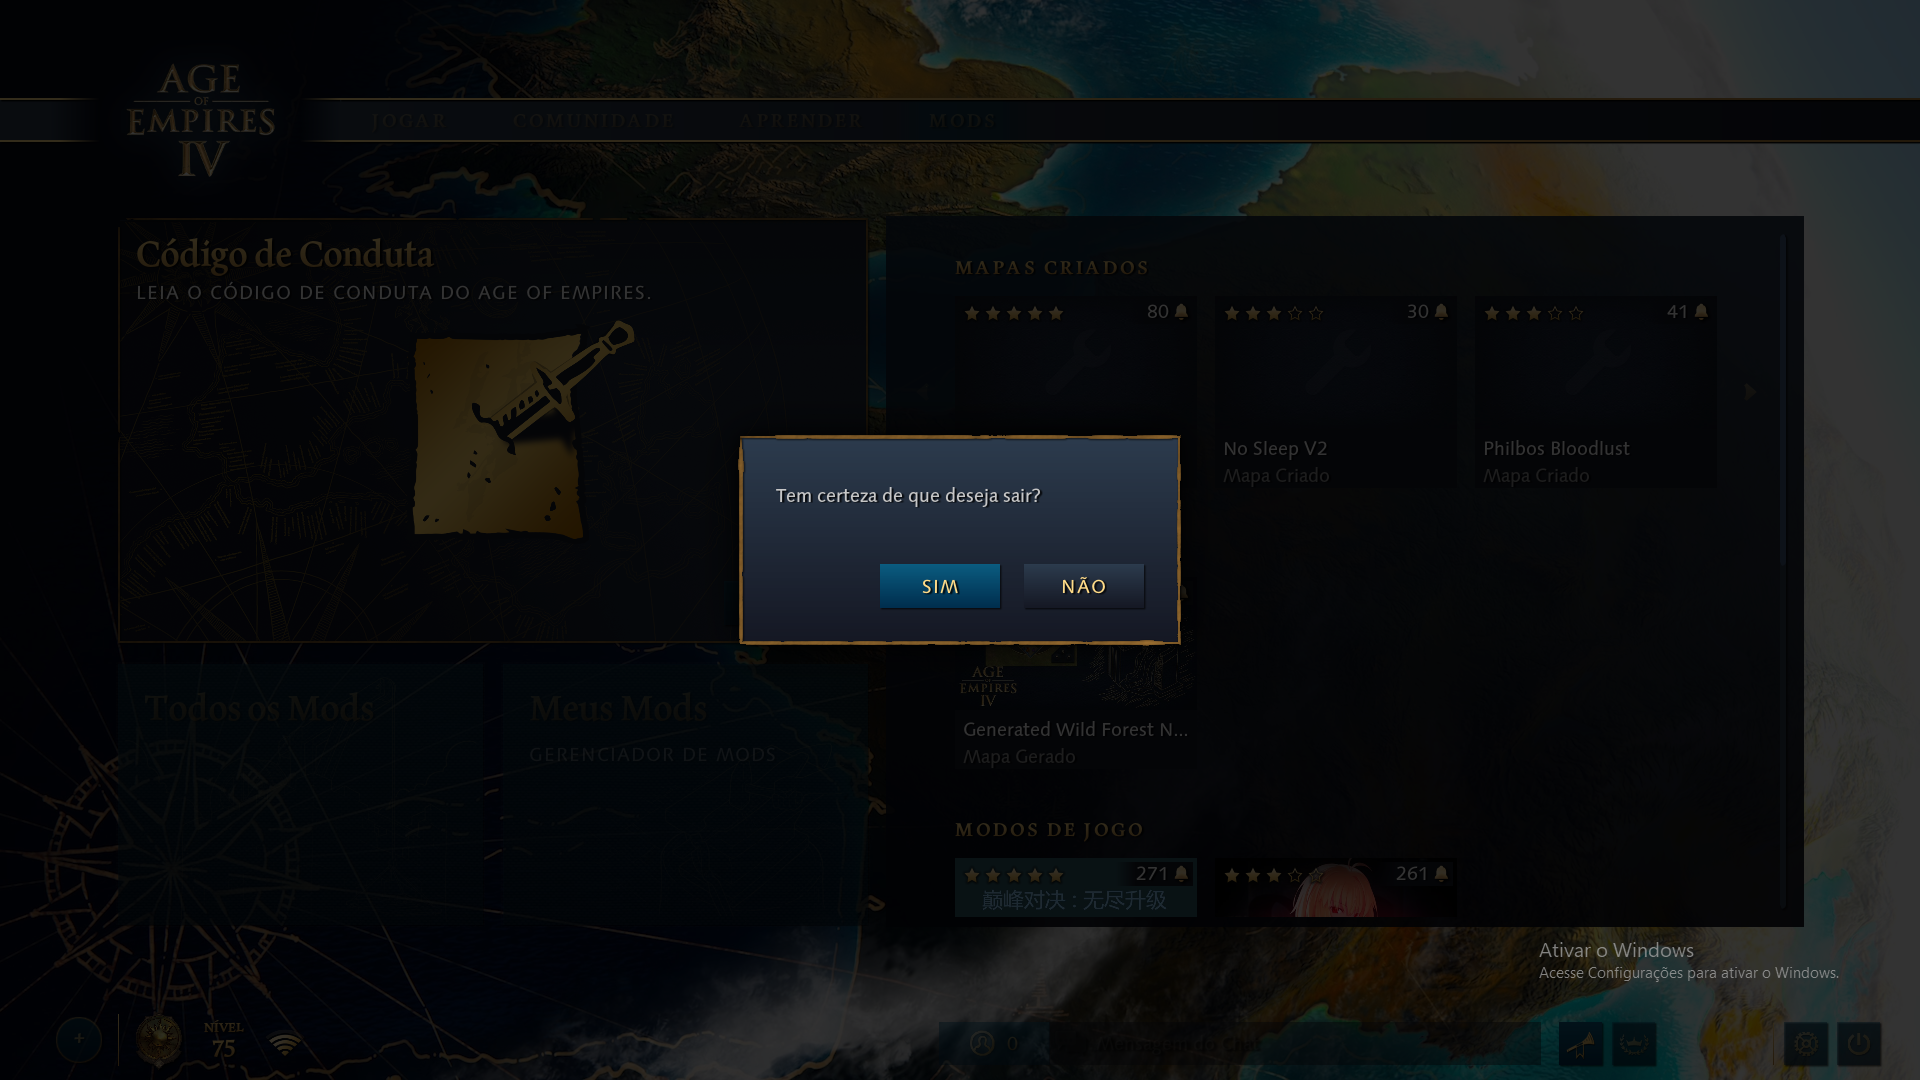 AGE
OF
EMPIRES
IV
JOGAR
COMUNIDADE
APRENDER
MODS
Código de Conduta
LEIA O CÓDIGO DE CONDUTA DO AGE OF EMPIRES.
MAPAS CRIADOS
80
30
41
No Sleep V2
Mapa Criado
Philbos Bloodlust
Mapa Criado
Tem certeza de que deseja sair?
SIM
NÃO
Todos os Mods
Meus Mods
GERENCIADOR DE MODS
AGE
OF
EMPIRES
IV
Generated Wild Forest N...
Mapa Gerado
MODOS DE JOGO
271
巅峰对决 : 无尽升级
261
Ativar o Windows
Acesse Configurações para ativar o Windows.
NÍVEL
75
0
Mensagem do Chat